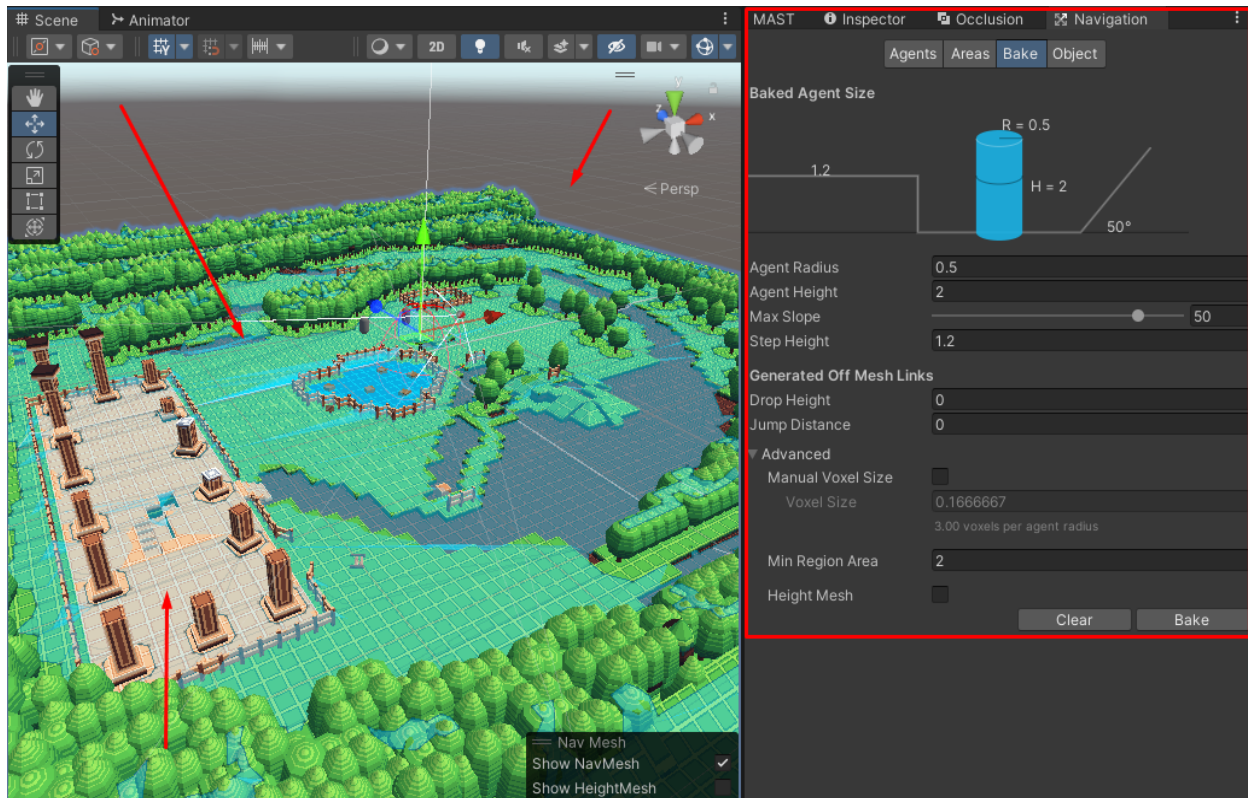 Scene Animator
MAST Inspector Occlusion Navigation
2D
Agents Areas Bake Object
Baked Agent Size
R = 0.5
1.2
H = 2
50°
Y
z
x
Persp
Agent Radius 0.5
Agent Height 2
Max Slope 50
Step Height 1.2
Generated Off Mesh Links
Drop Height 0
Jump Distance 0
Advanced
Manual Voxel Size
Voxel Size 0.1666667
3.00 voxels per agent radius
Min Region Area 2
Height Mesh
Clear Bake
Nav Mesh
Show NavMesh
Show HeightMesh